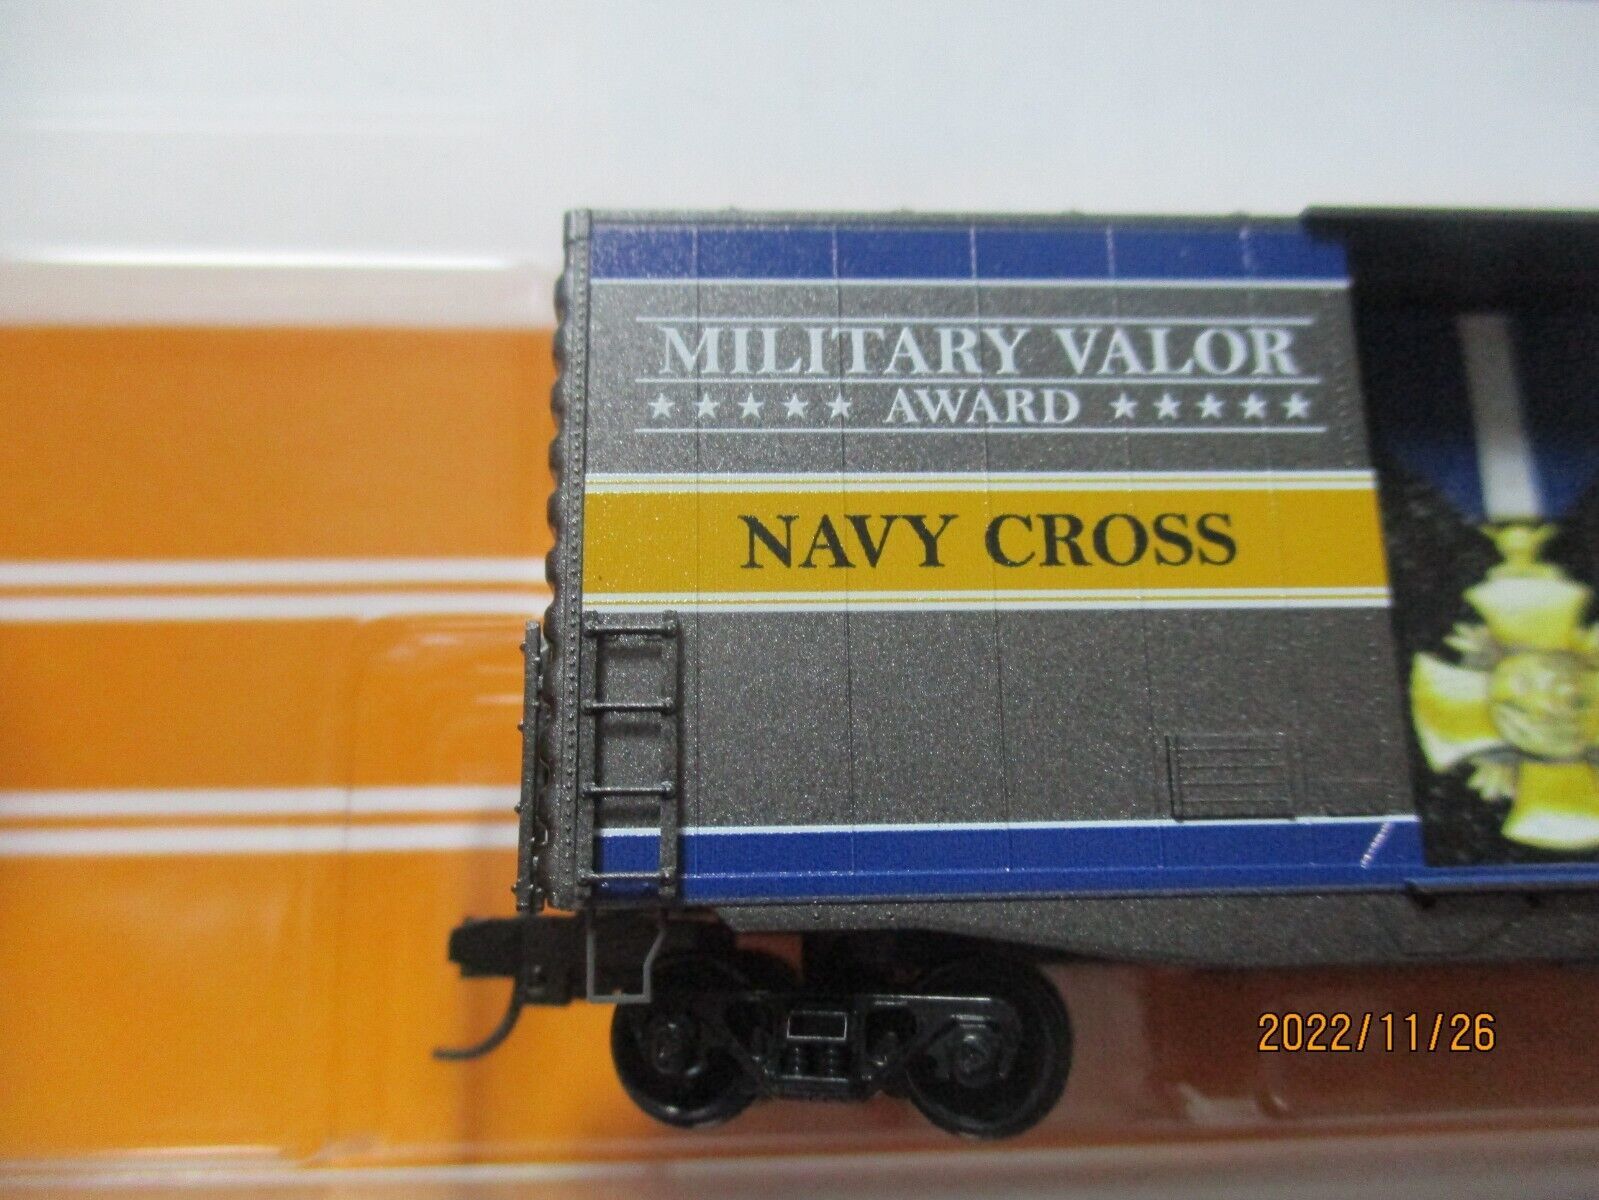 MILITARY VALOR
★★★★★ AWARD ★★★★★
NAVY CROSS
2022/11/26